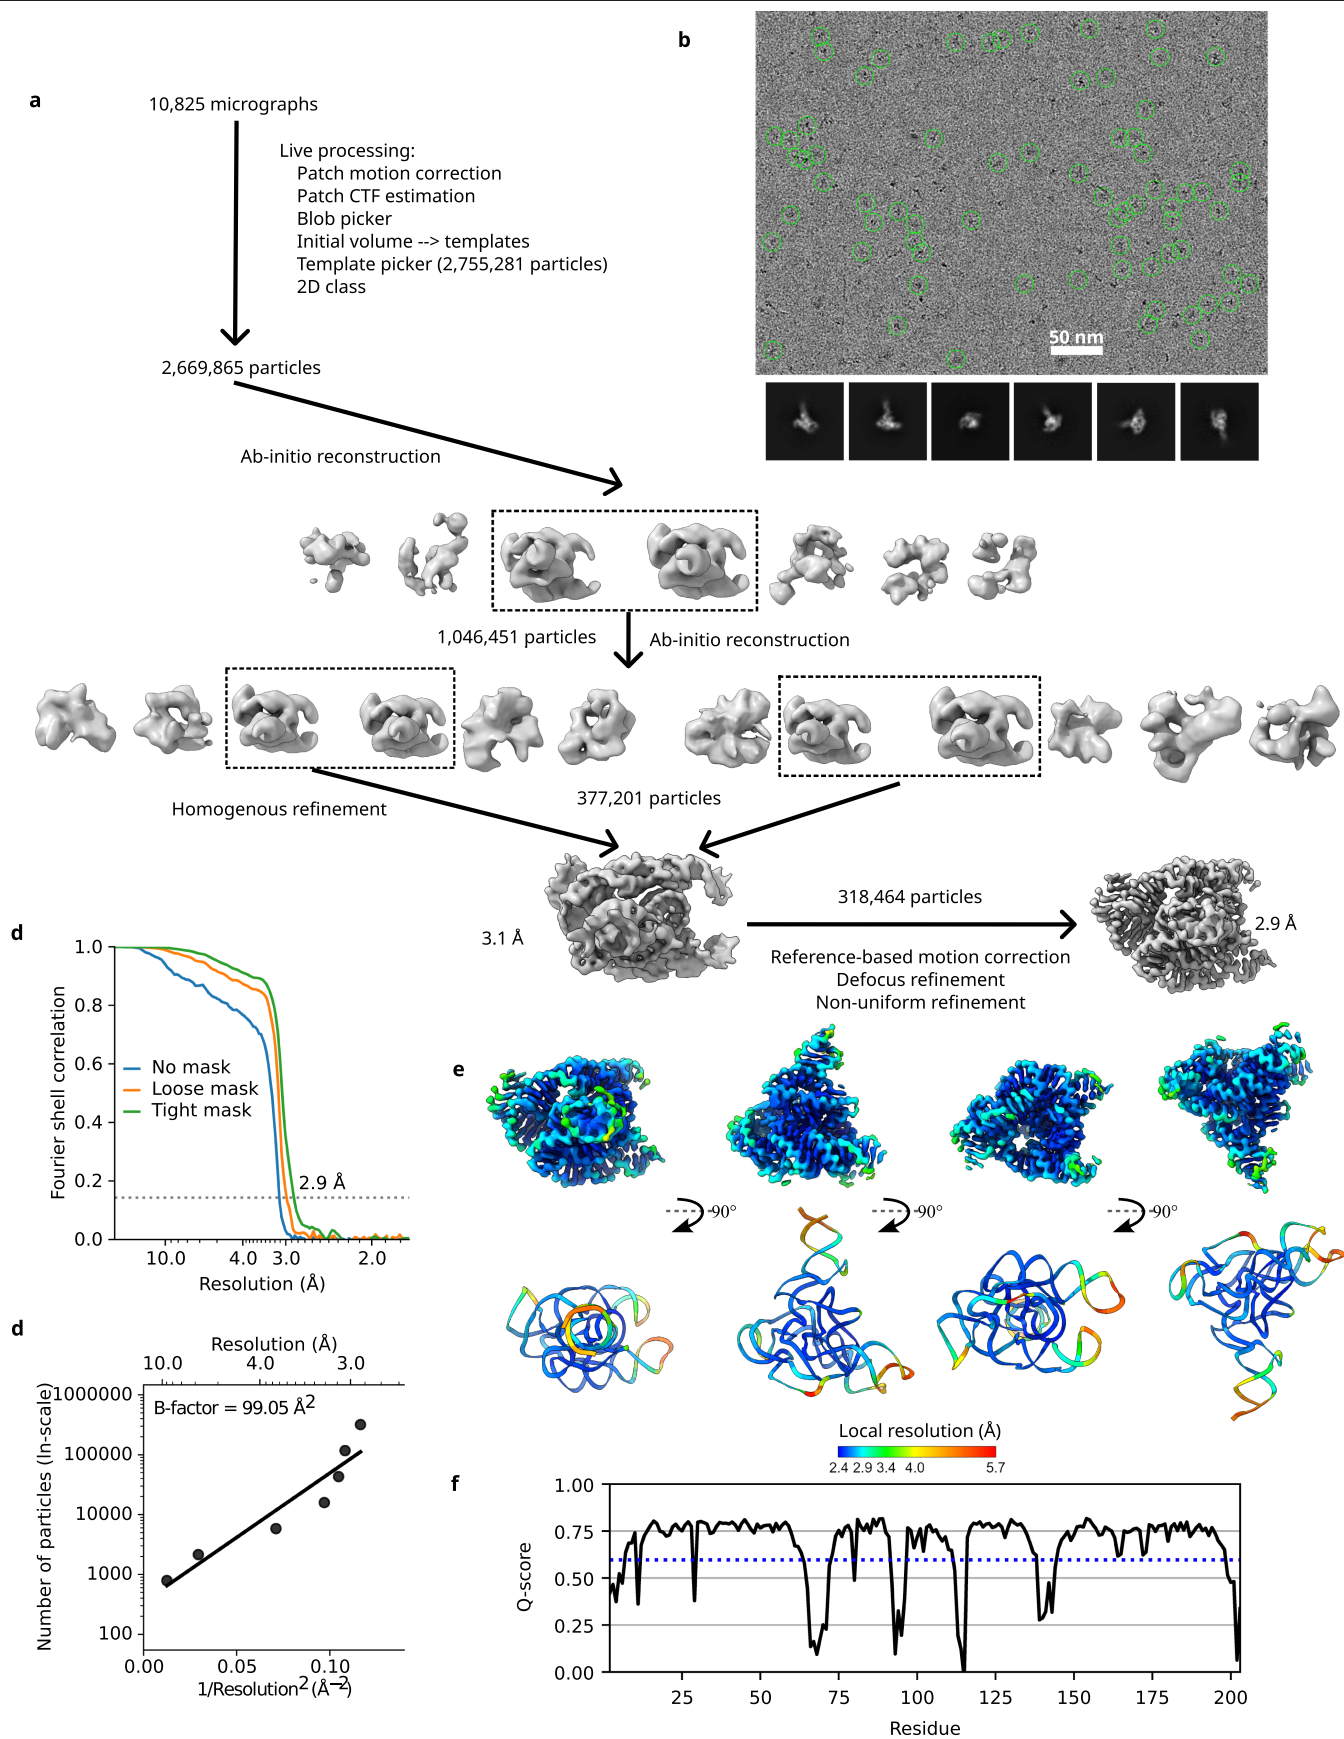 a
10,825 micrographs
Live processing:
Patch motion correction
Patch CTF estimation
Blob picker
Initial volume --> templates
Template picker (2,755,281 particles)
2D class
2,669,865 particles
b
50 nm
Ab-initio reconstruction
1,046,451 particles
Ab-initio reconstruction
Homogenous refinement
377,201 particles
3.1 Å
318,464 particles
Reference-based motion correction
Defocus refinement
Non-uniform refinement
2.9 Å
d
Fourier shell correlation
1.0
0.8
0.6
0.4
0.2
0.0
No mask
Loose mask
Tight mask
2.9 Å
10.0 4.0 3.0 2.0
Resolution (Å)
e
90°
90°
90°
Local resolution (Å)
2.4 2.9 3.4 4.0 5.7
d
Resolution (Å)
10.0 4.0 3.0
Number of particles (ln-scale)
1000000
100000
10000
1000
100
B-factor = 99.05 Å2
0.00 0.05 0.10
1/Resolution2 (Å−2)
f
Q-score
1.00
0.75
0.50
0.25
0.00
25 50 75 100 125 150 175 200
Residue